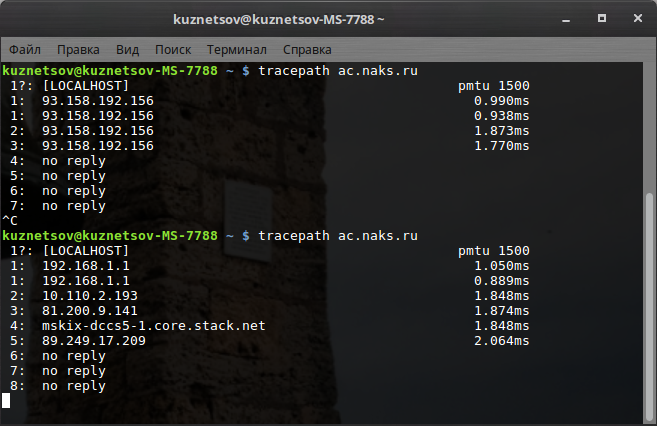 kuznetsov@kuznetsov-MS-7788 ~
Файл Правка Вид Поиск Терминал Справка
kuznetsov@kuznetsov-MS-7788 ~ $ tracepath ac.naks.ru
1?: [LOCALHOST] pmtu 1500
1: 93.158.192.156 0.990ms
1: 93.158.192.156 0.938ms
2: 93.158.192.156 1.873ms
3: 93.158.192.156 1.770ms
4: no reply
5: no reply
6: no reply
7: no reply
^C
kuznetsov@kuznetsov-MS-7788 ~ $ tracepath ac.naks.ru
1?: [LOCALHOST] pmtu 1500
1: 192.168.1.1 1.050ms
1: 192.168.1.1 0.889ms
2: 10.110.2.193 1.848ms
3: 81.200.9.141 1.874ms
4: mskix-dccs5-1.core.stack.net 1.848ms
5: 89.249.17.209 2.064ms
6: no reply
7: no reply
8: no reply